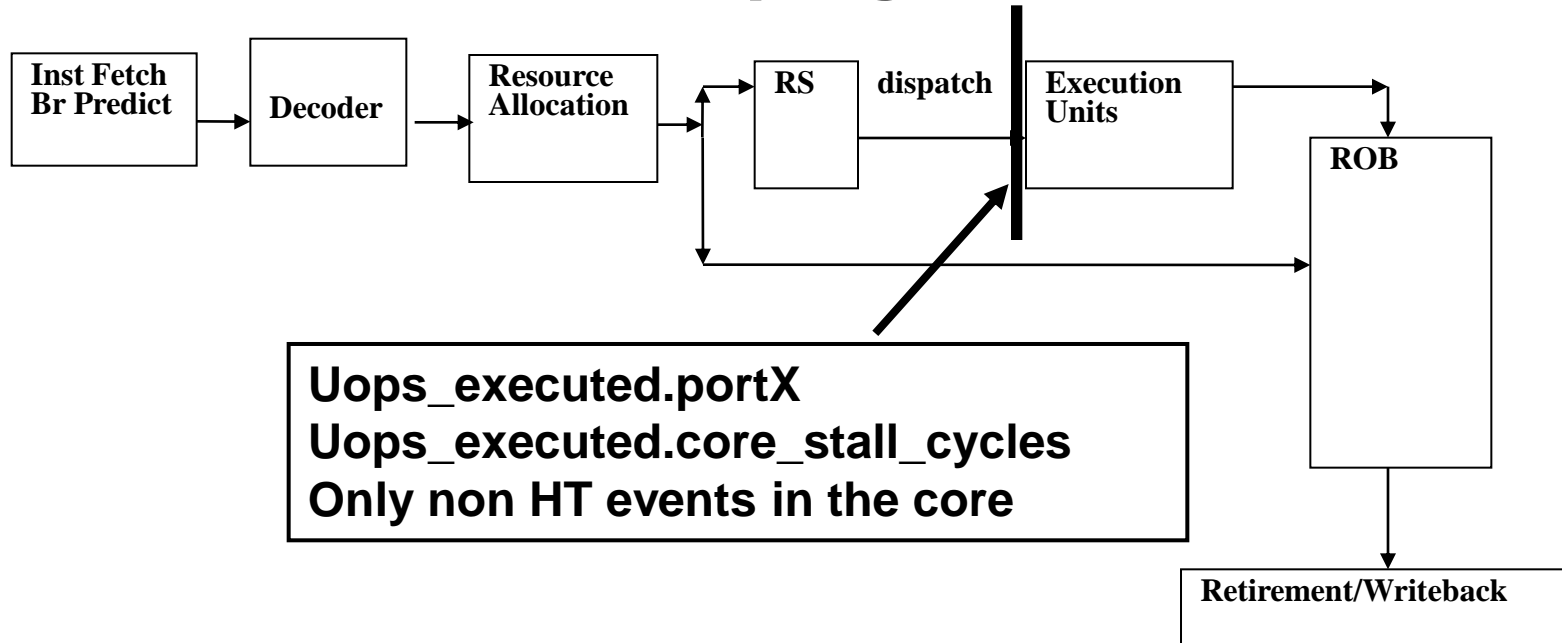 Inst Fetch
Br Predict
Decoder
Resource
Allocation
RS
dispatch
Execution
Units
ROB
Uops_executed.portX
Uops_executed.core_stall_cycles
Only non HT events in the core
Retirement/Writeback